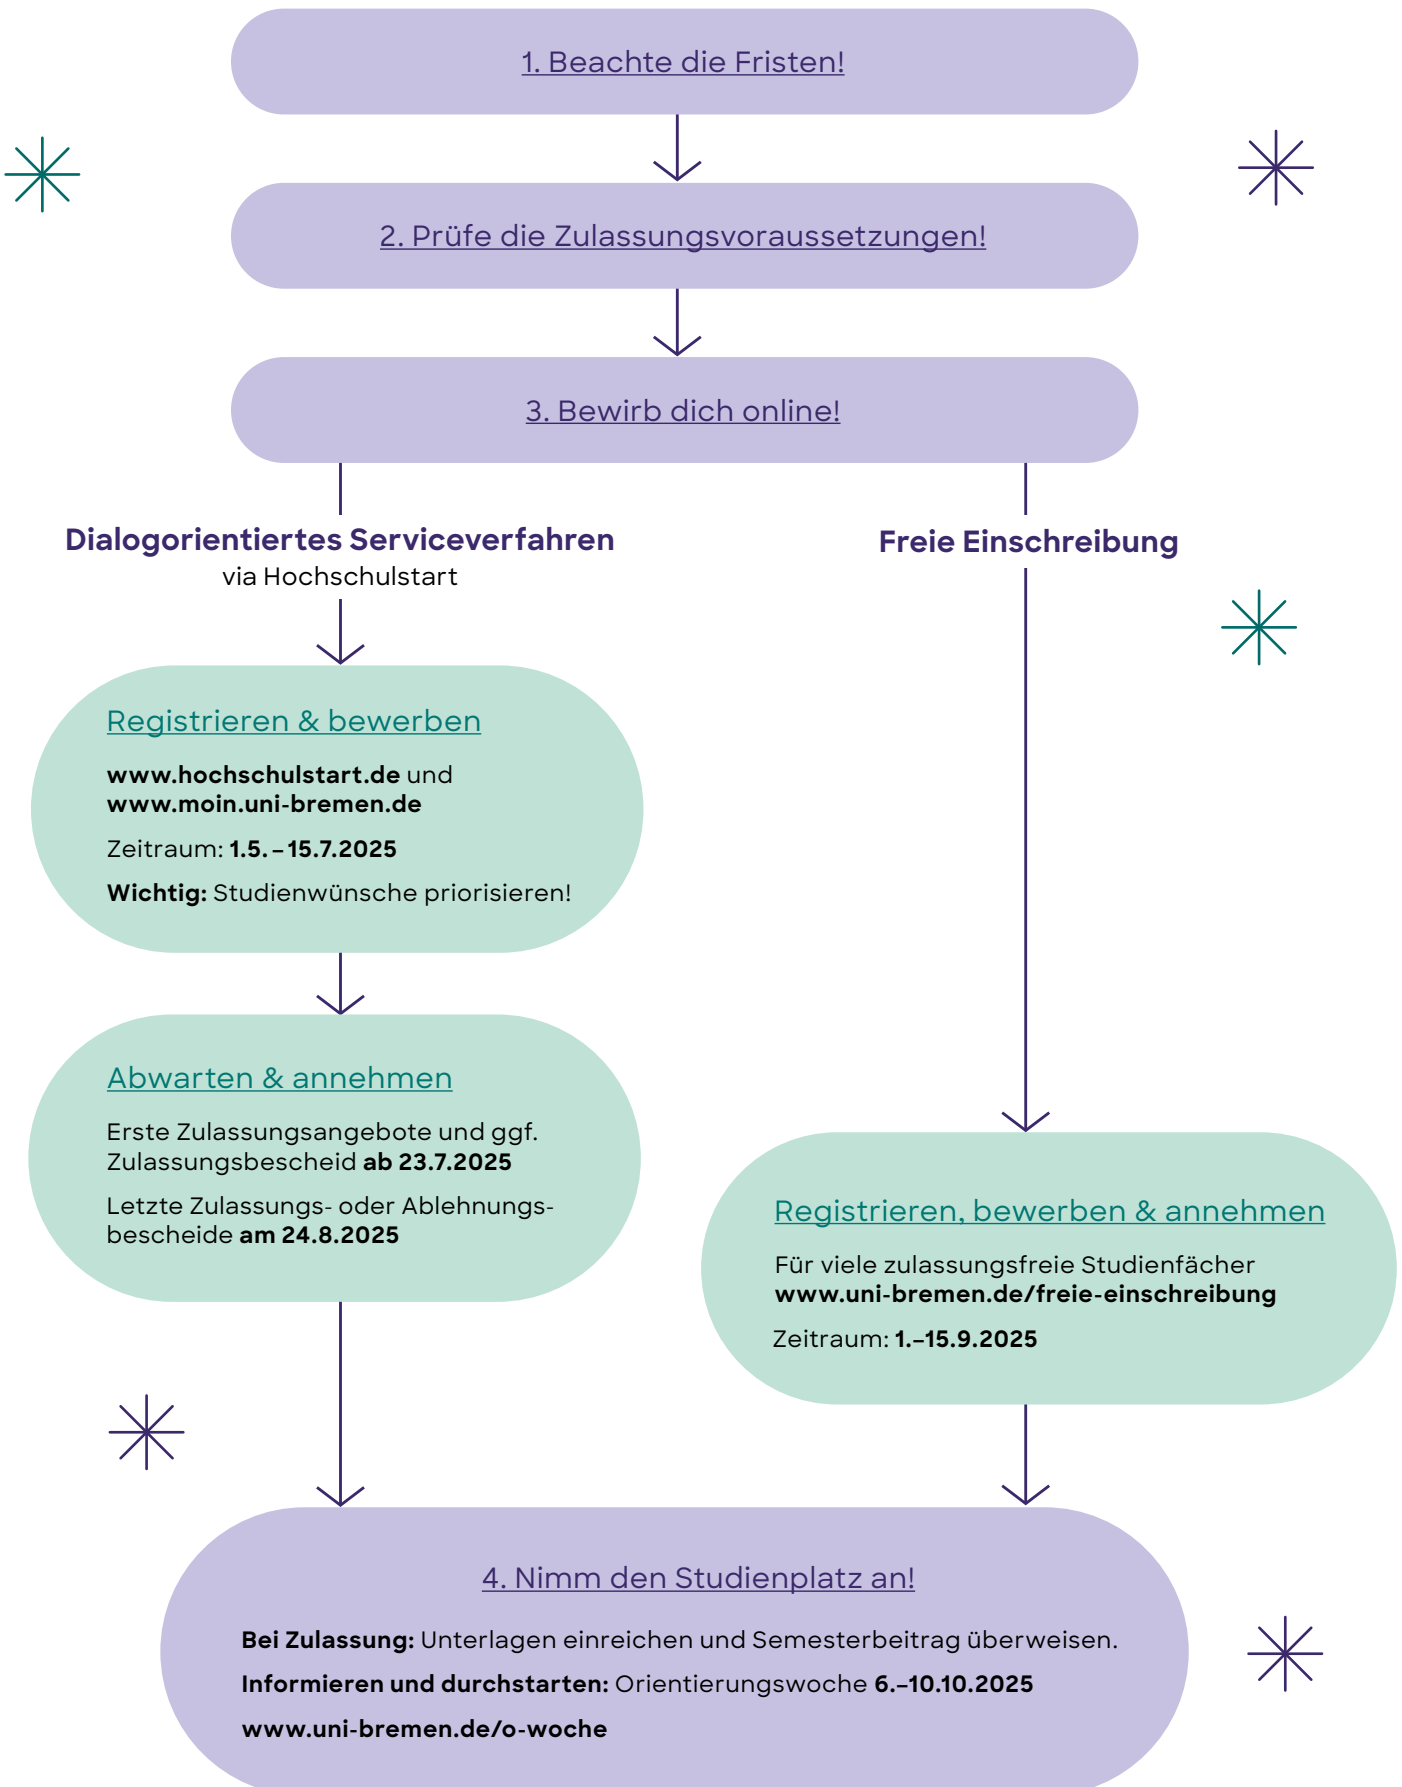 1. Beachte die Fristen!
2. Prüfe die Zulassungsvoraussetzungen!
3. Bewirb dich online!
Dialogorientiertes Serviceverfahren
via Hochschulstart
Freie Einschreibung
Registrieren & bewerben
www.hochschulstart.de und
www.moin.uni-bremen.de
Zeitraum: 1.5. – 15.7.2025
Wichtig: Studienwünsche priorisieren!
Abwarten & annehmen
Erste Zulassungsangebote und ggf.
Zulassungsbescheid ab 23.7.2025
Letzte Zulassungs- oder Ablehnungs-
bescheide am 24.8.2025
Registrieren, bewerben & annehmen
Für viele zulassungsfreie Studienfächer
www.uni-bremen.de/freie-einschreibung
Zeitraum: 1.–15.9.2025
4. Nimm den Studienplatz an!
Bei Zulassung: Unterlagen einreichen und Semesterbeitrag überweisen.
Informieren und durchstarten: Orientierungswoche 6.–10.10.2025
www.uni-bremen.de/o-woche